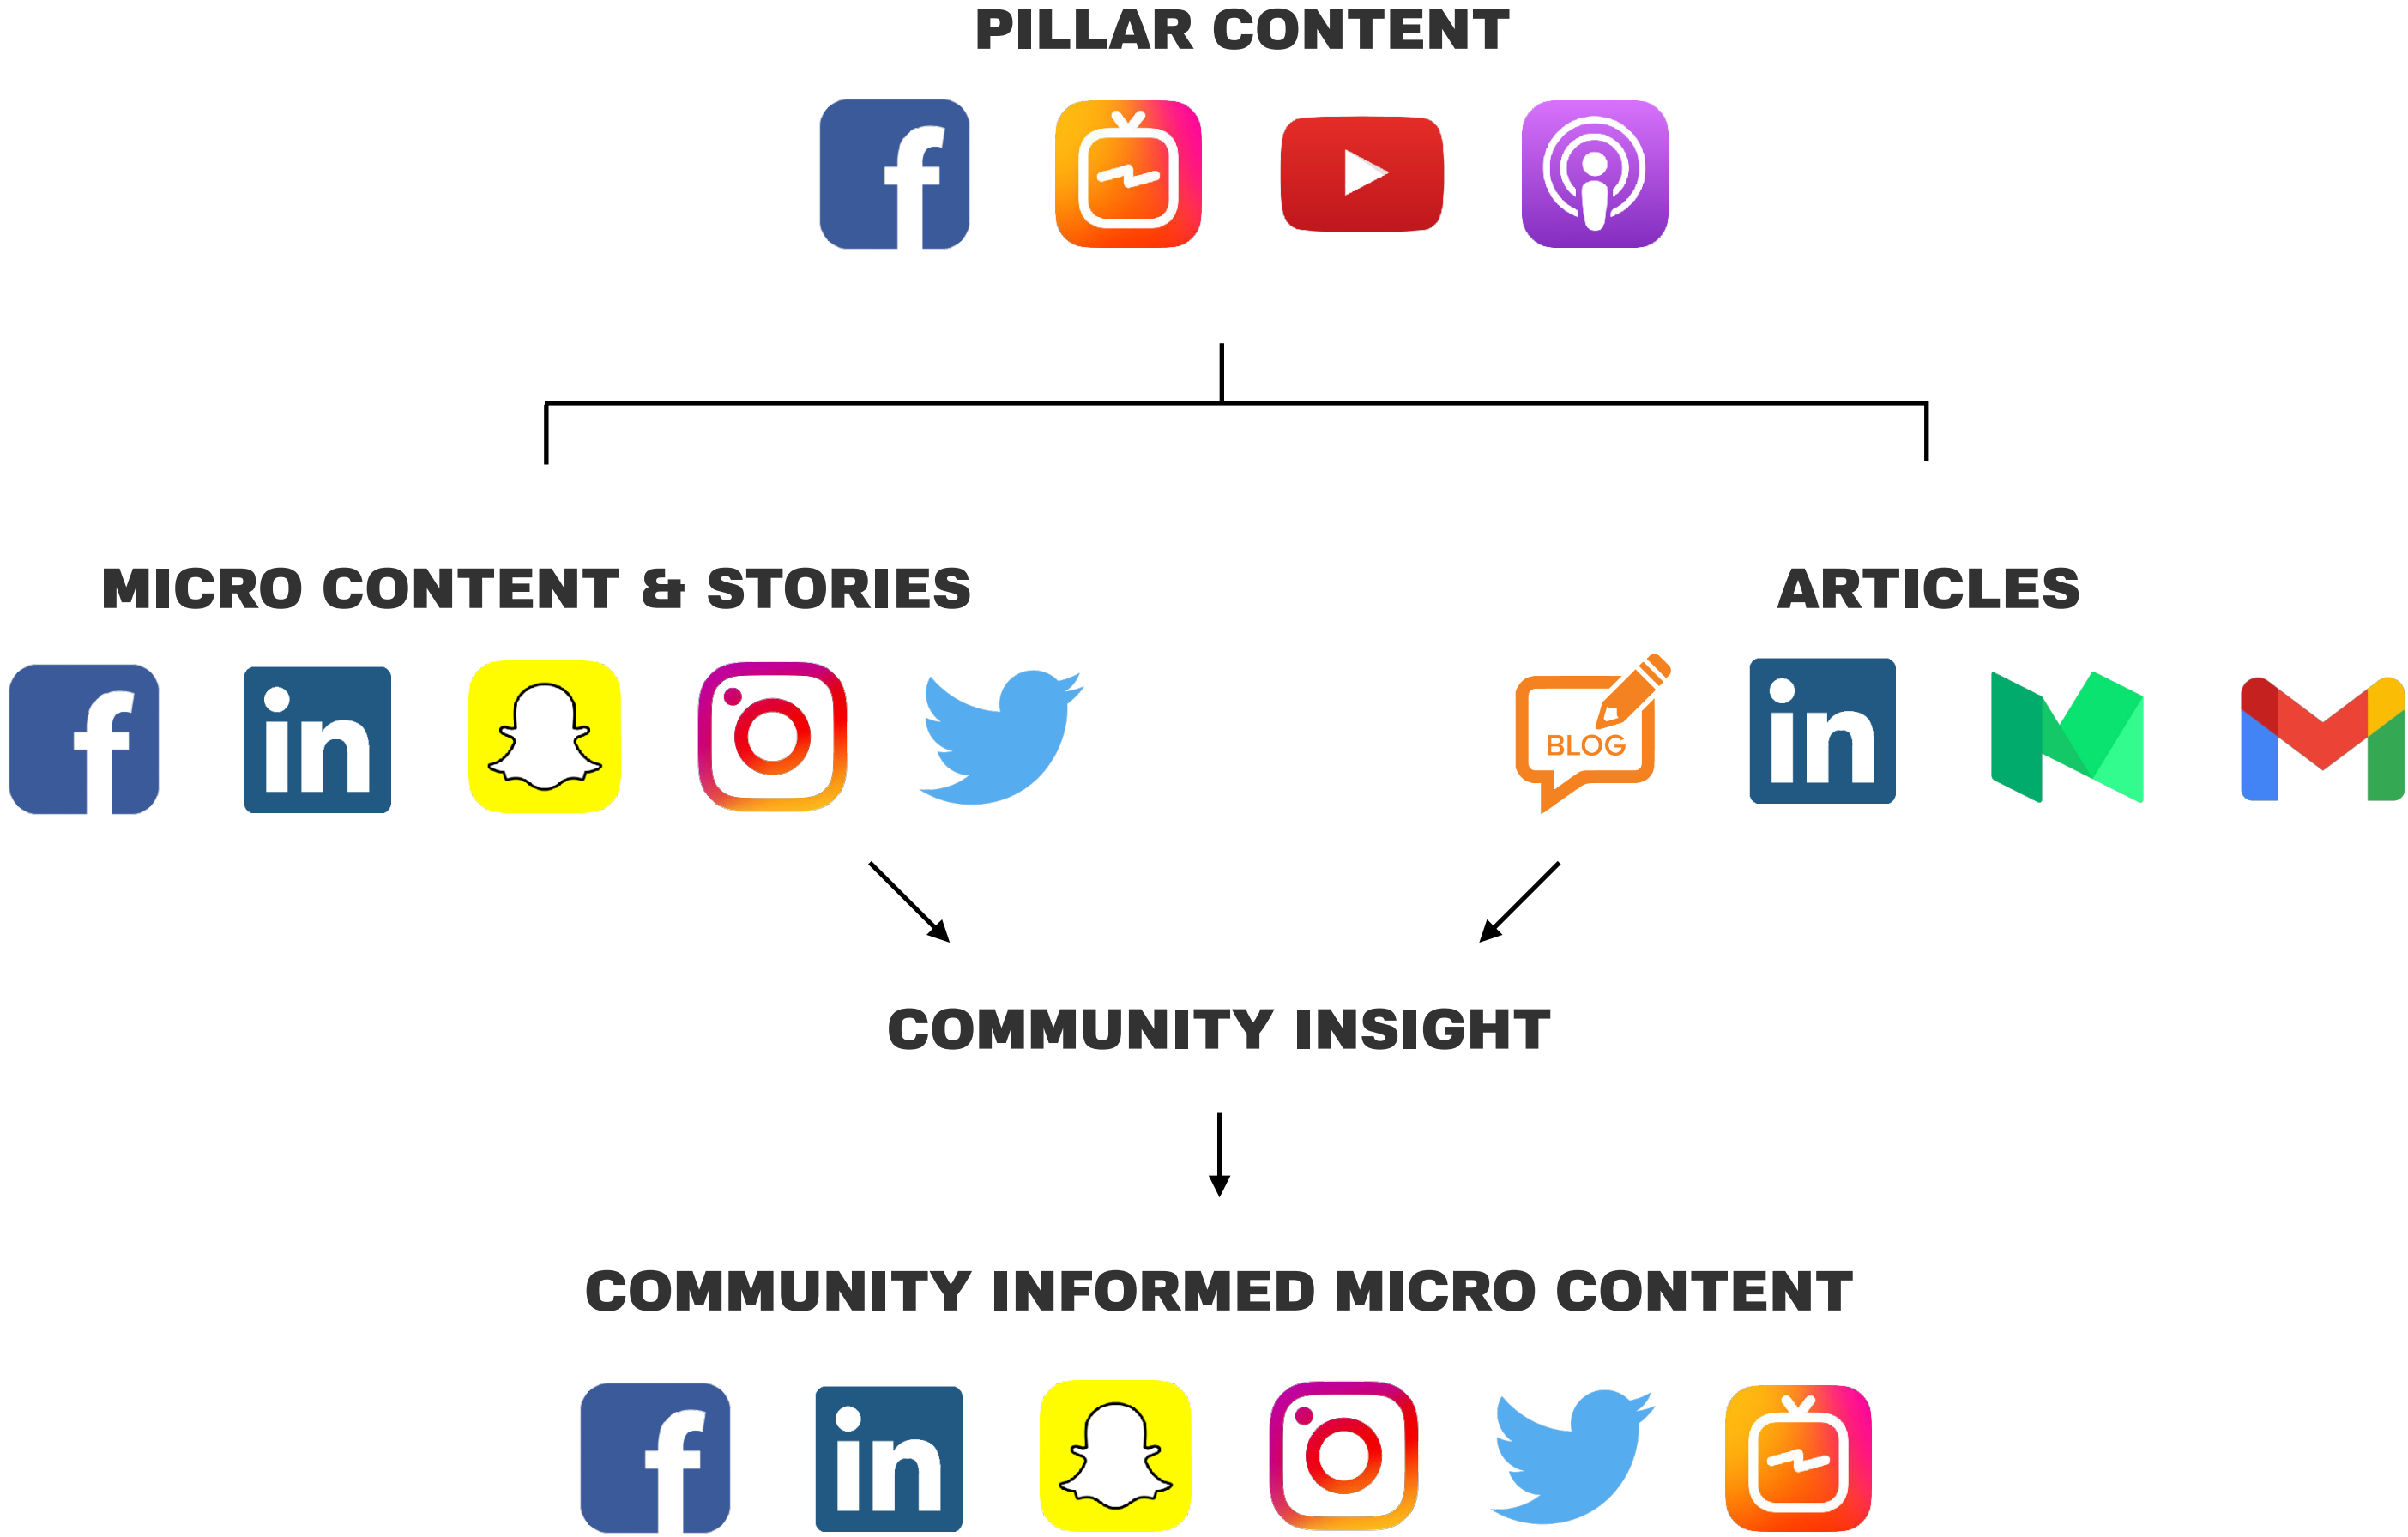 PILLAR CONTENT
MICRO CONTENT & STORIES
ARTICLES
BLOG
COMMUNITY INSIGHT
COMMUNITY INFORMED MICRO CONTENT